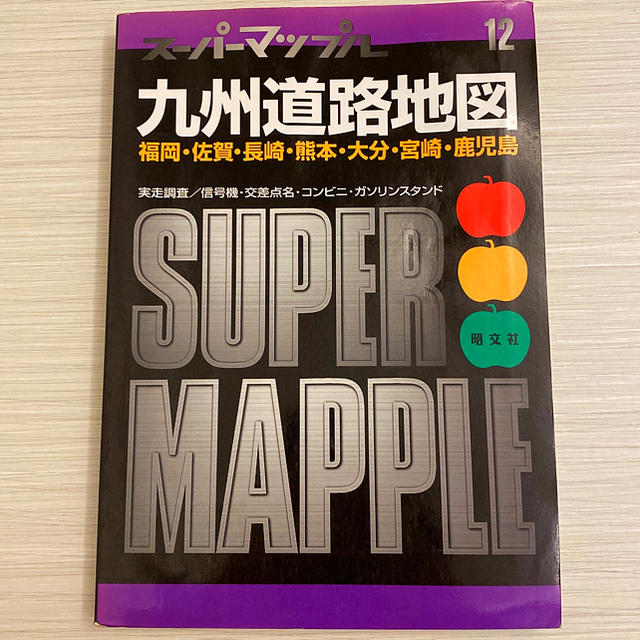 スーパーマップル 12
九州道路地図
福岡・佐賀・長崎・熊本・大分・宮崎・鹿児島
実走調査/信号機・交差点名・コンビニ・ガソリンスタンド
SUPER
昭文社
MAPPLE